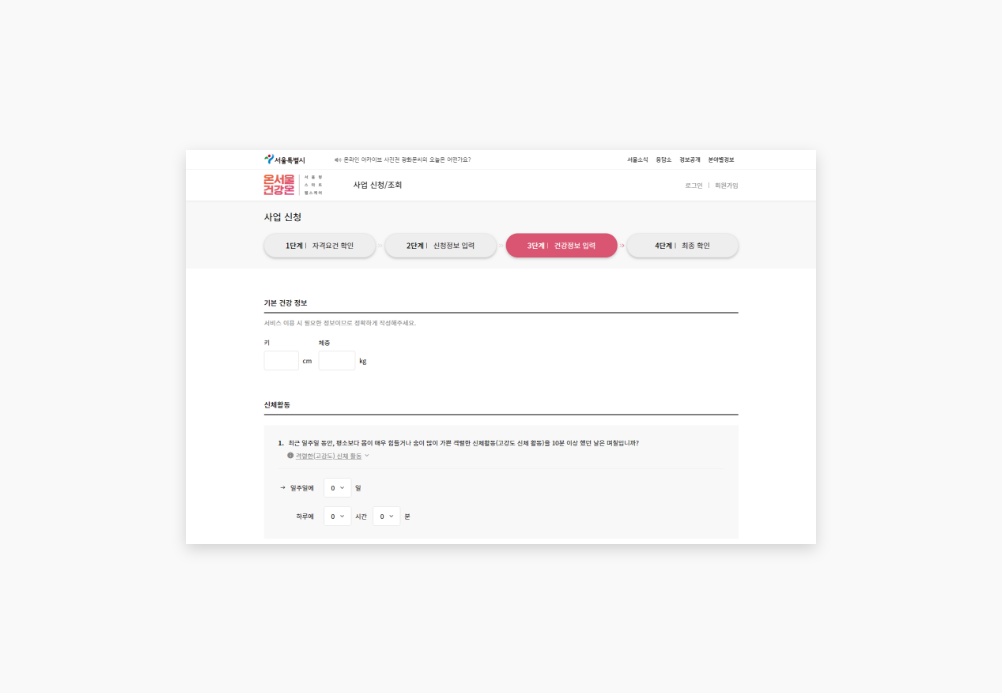 서울특별시
온라인 아카이브 사진전 광화문씨의 오늘은 어떤가요?
서울소식 응답소 정보공개 분야별정보
온서울 건강온
서울형
스마트
헬스케어
사업 신청/조회
로그인 | 회원가입
사업 신청
1단계 | 자격요건 확인
2단계 | 신청정보 입력
3단계 | 건강정보 입력
4단계 | 최종 확인
기본 건강 정보
서비스 이용 시 필요한 정보이므로 정확하게 작성해주세요.
키 체중
cm kg
신체활동
1. 최근 일주일 동안, 평소보다 몸이 매우 힘들거나 숨이 많이 가쁜 격렬한 신체활동(고강도 신체 활동)을 10분 이상 했던 날은 며칠입니까?
격렬한(고강도) 신체 활동
→ 일주일에 0 일
하루에 0 시간 0 분